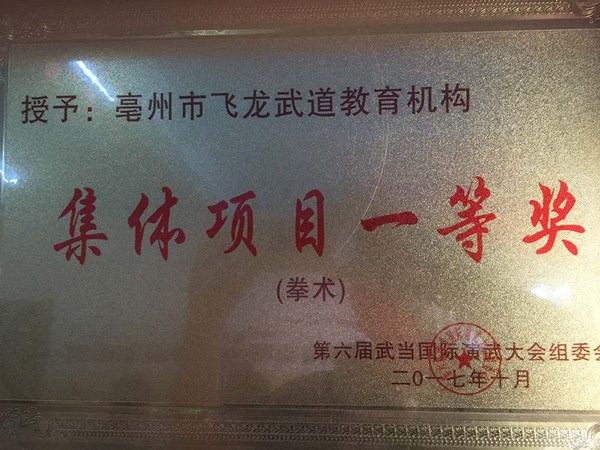 授予：亳州市飞龙武道教育机构
集体项目一等奖
(拳术)
第六届武当国际演武大会组委会
二0一七年十月